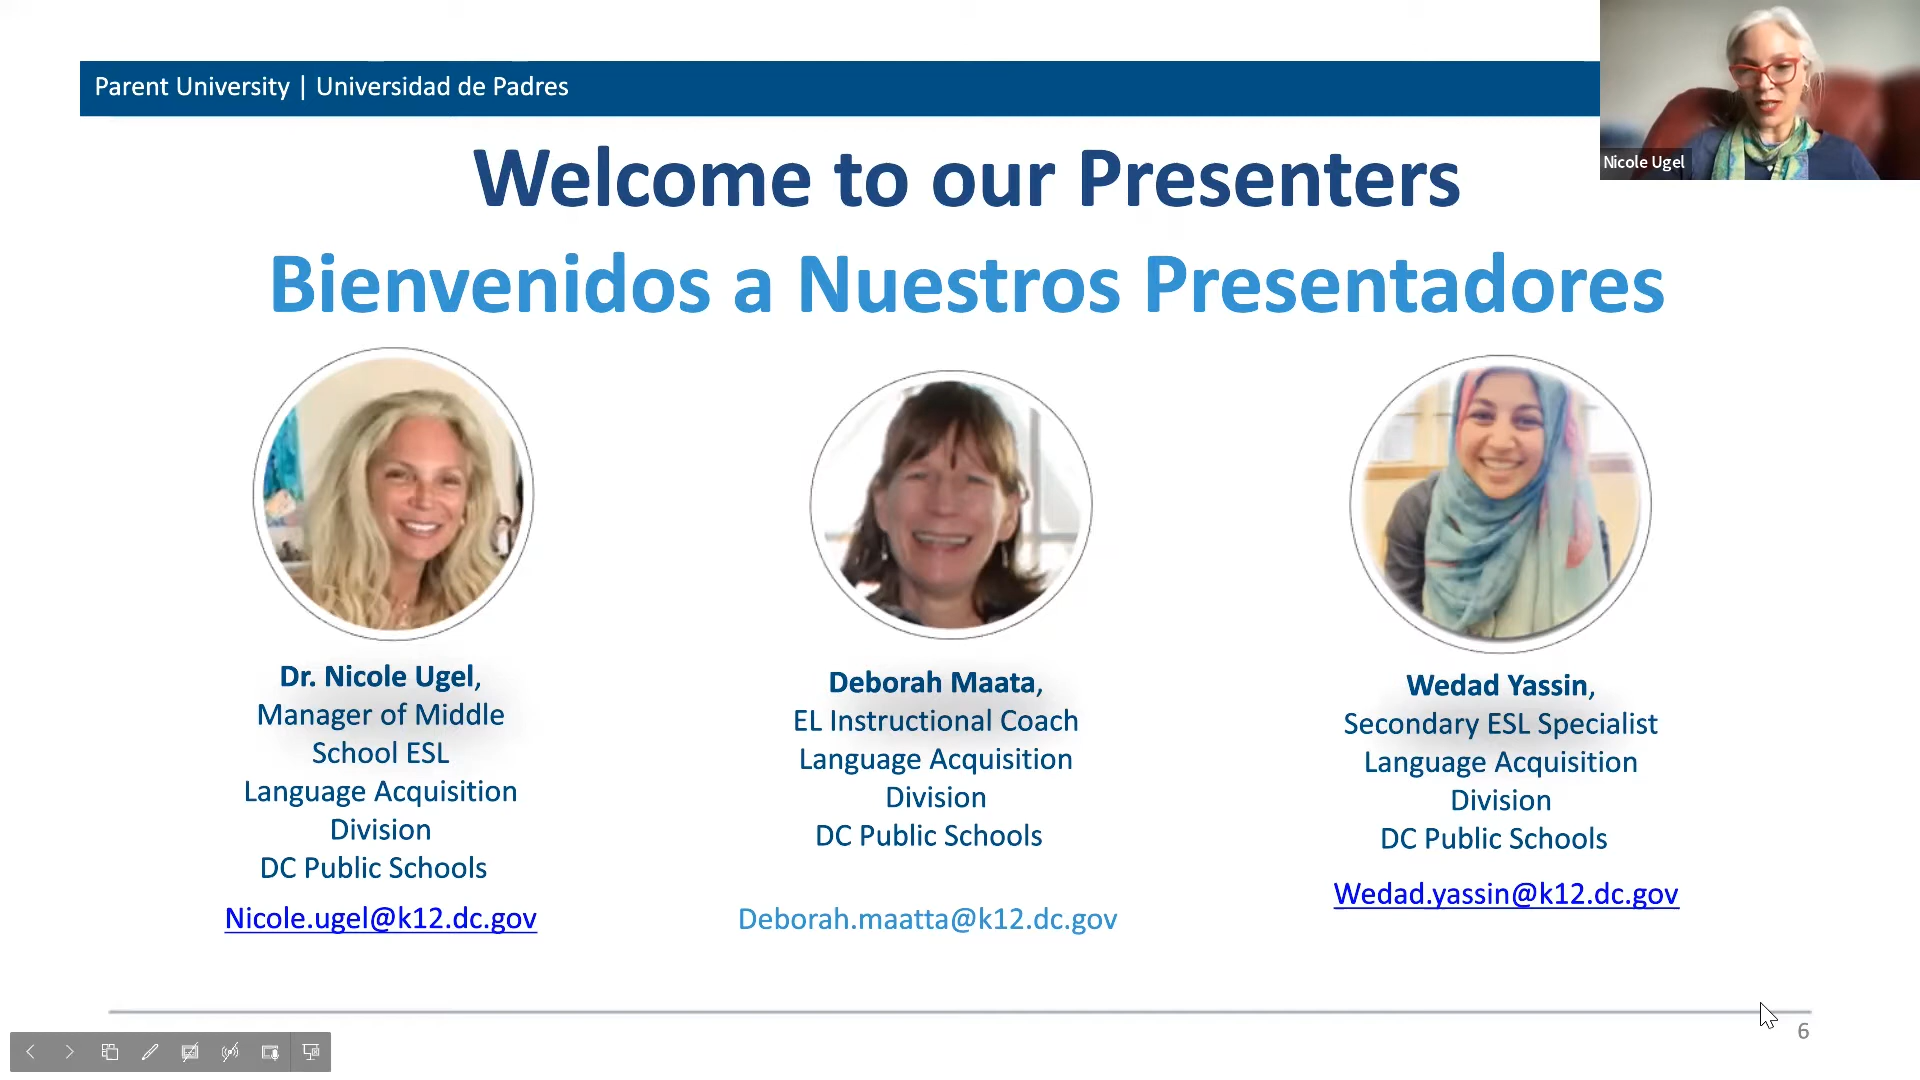 Parent University | Universidad de Padres
Nicole Ugel
Welcome to our Presenters
Bienvenidos a Nuestros Presentadores
Dr. Nicole Ugel,
Manager of Middle
School ESL
Language Acquisition
Division
DC Public Schools
Nicole.ugel@k12.dc.gov
Deborah Maata,
EL Instructional Coach
Language Acquisition
Division
DC Public Schools
Deborah.maatta@k12.dc.gov
Wedad Yassin,
Secondary ESL Specialist
Language Acquisition
Division
DC Public Schools
Wedad.yassin@k12.dc.gov
6